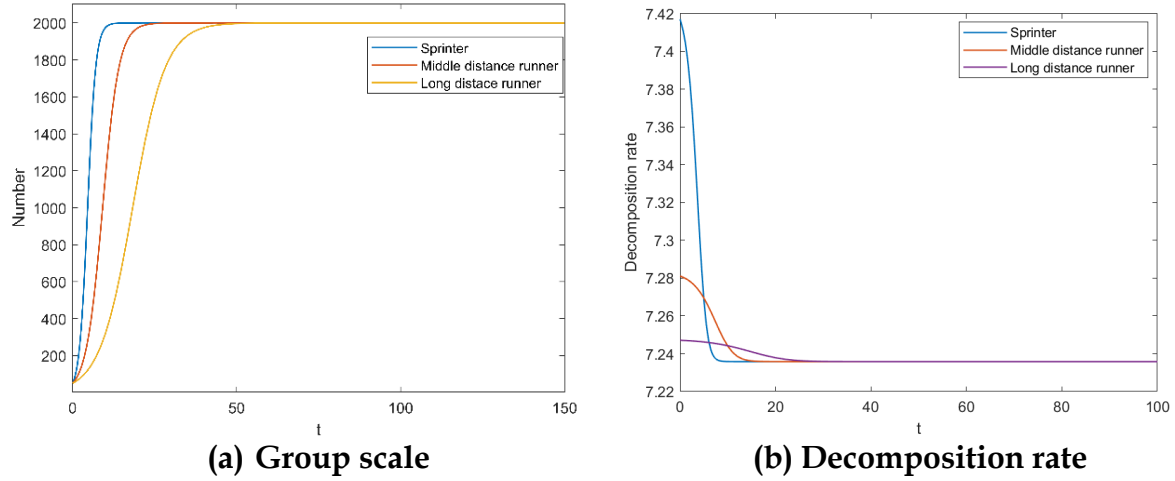 2000
1800
1600
1400
1200
1000
800
600
400
200
Number
0
50
100
150
t
Sprinter
Middle distance runner
Long distace runner
(a) Group scale
7.42
7.4
7.38
7.36
7.34
7.32
7.3
7.28
7.26
7.24
7.22
Decomposition rate
0
20
40
60
80
100
t
Sprinter
Middle distance runner
Long distance runner
(b) Decomposition rate